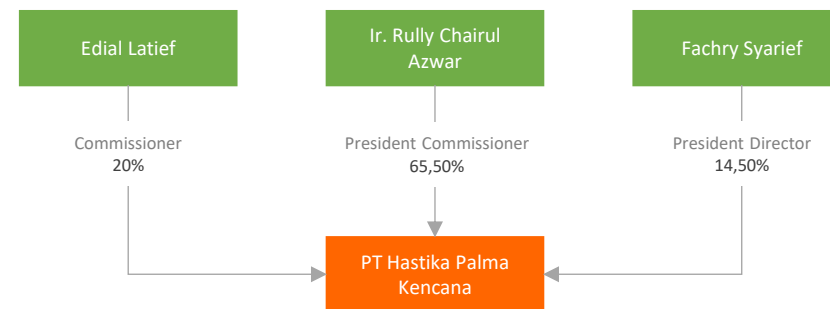 Edial Latief
Ir. Rully Chairul
Azwar
Fachry Syarief
Commissioner
20%
President Commissioner
65,50%
President Director
14,50%
PT Hastika Palma
Kencana